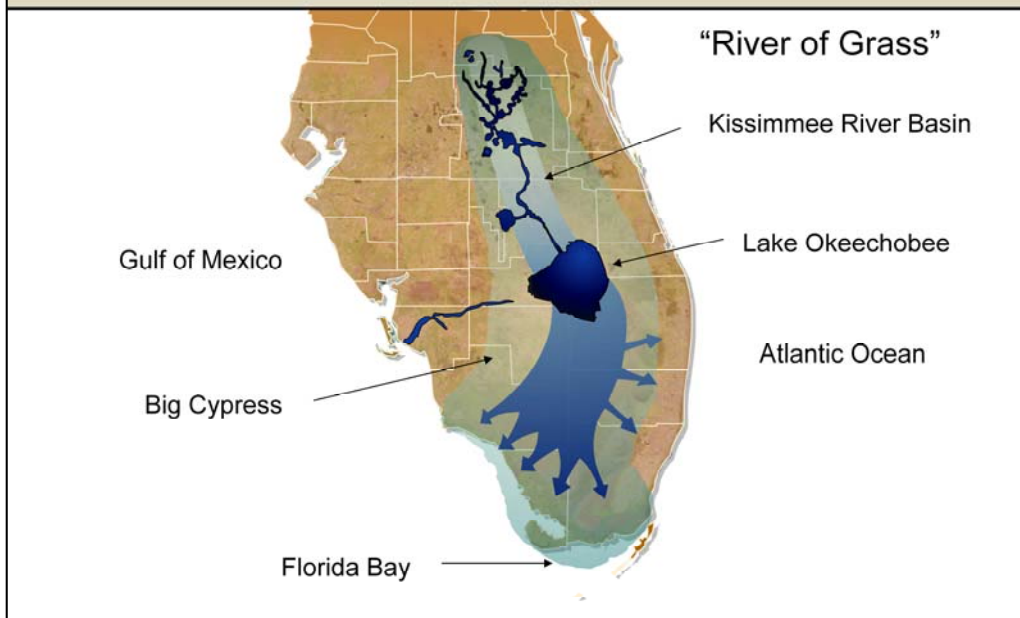 “River of Grass”
Kissimmee River Basin
Lake Okeechobee
Gulf of Mexico
Atlantic Ocean
Big Cypress
Florida Bay